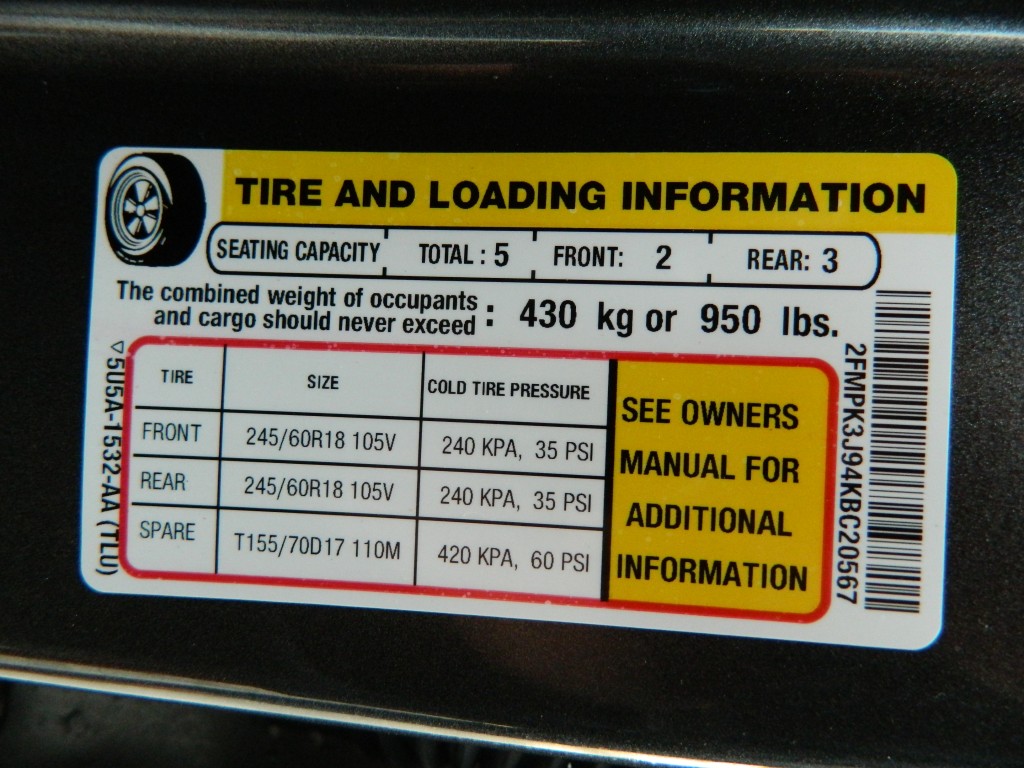 TIRE AND LOADING INFORMATION
SEATING CAPACITY TOTAL : 5 FRONT: 2 REAR: 3
The combined weight of occupants
and cargo should never exceed : 430 kg or 950 lbs.
TIRE SIZE COLD TIRE PRESSURE
FRONT 245/60R18 105V 240 KPA, 35 PSI
REAR 245/60R18 105V 240 KPA, 35 PSI
SPARE T155/70D17 110M 420 KPA, 60 PSI
SEE OWNERS
MANUAL FOR
ADDITIONAL
INFORMATION
5U5A-1532-AA (TLU)
2FMPK3J94KBC20567